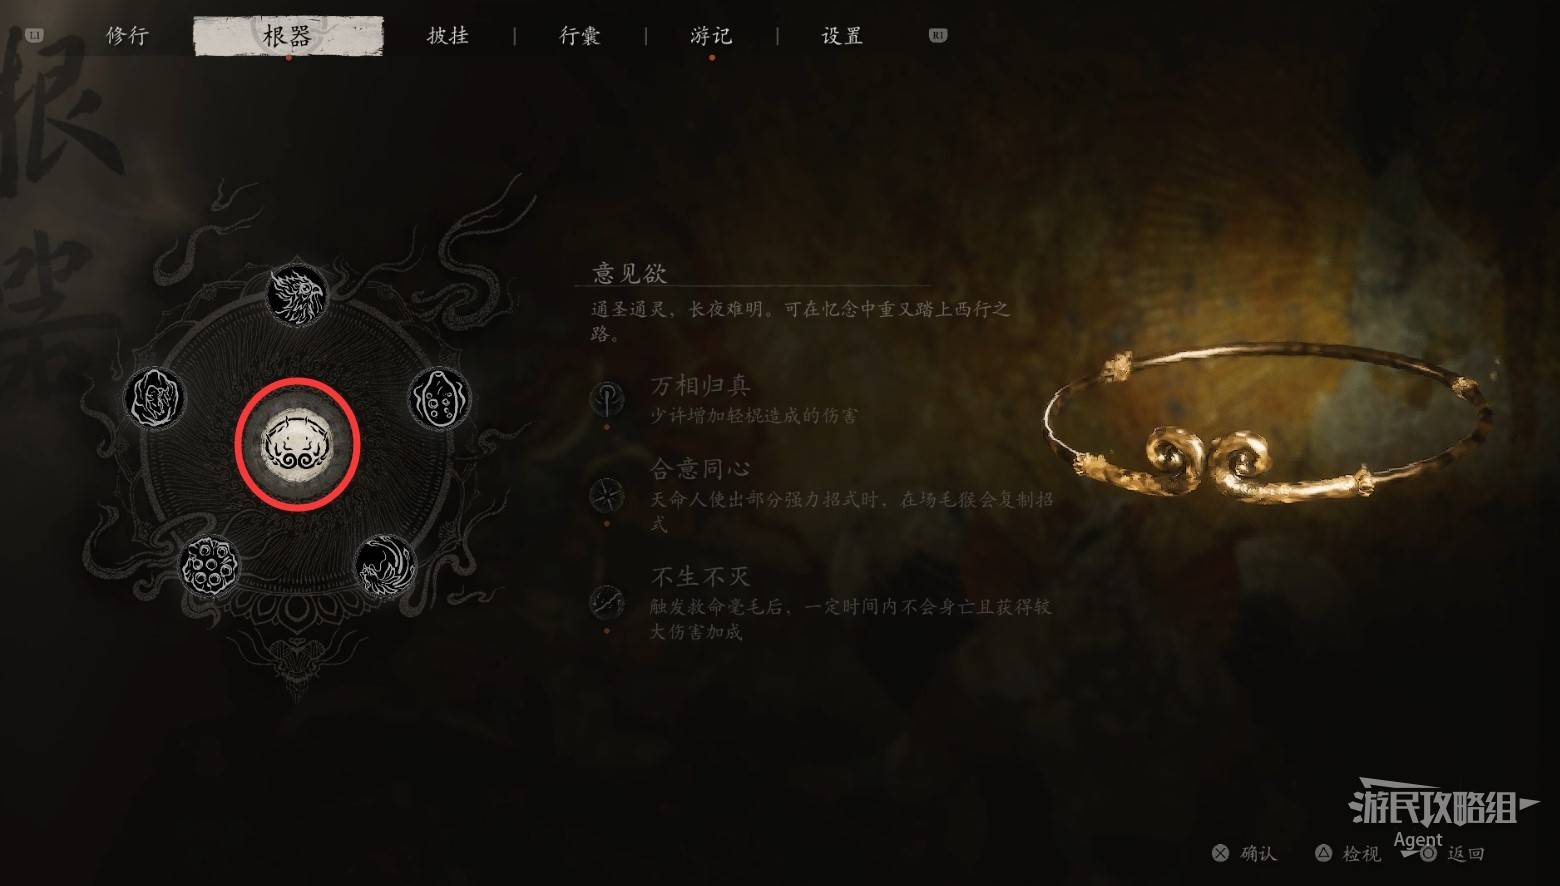 L1
修行
根器
披挂
行囊
游记
设置
R1
根器
意见欲
通圣通灵，长夜难明。可在忆念中重又踏上西行之
路。
万相归真
少许增加轻棍造成的伤害
合意同心
天命人使出部分强力招式时，在场毛猴会复制招
式
不生不灭
触发救命毫毛后，一定时间内不会身亡且获得较
大伤害加成
游民攻略组
Agent
确认
检视
返回